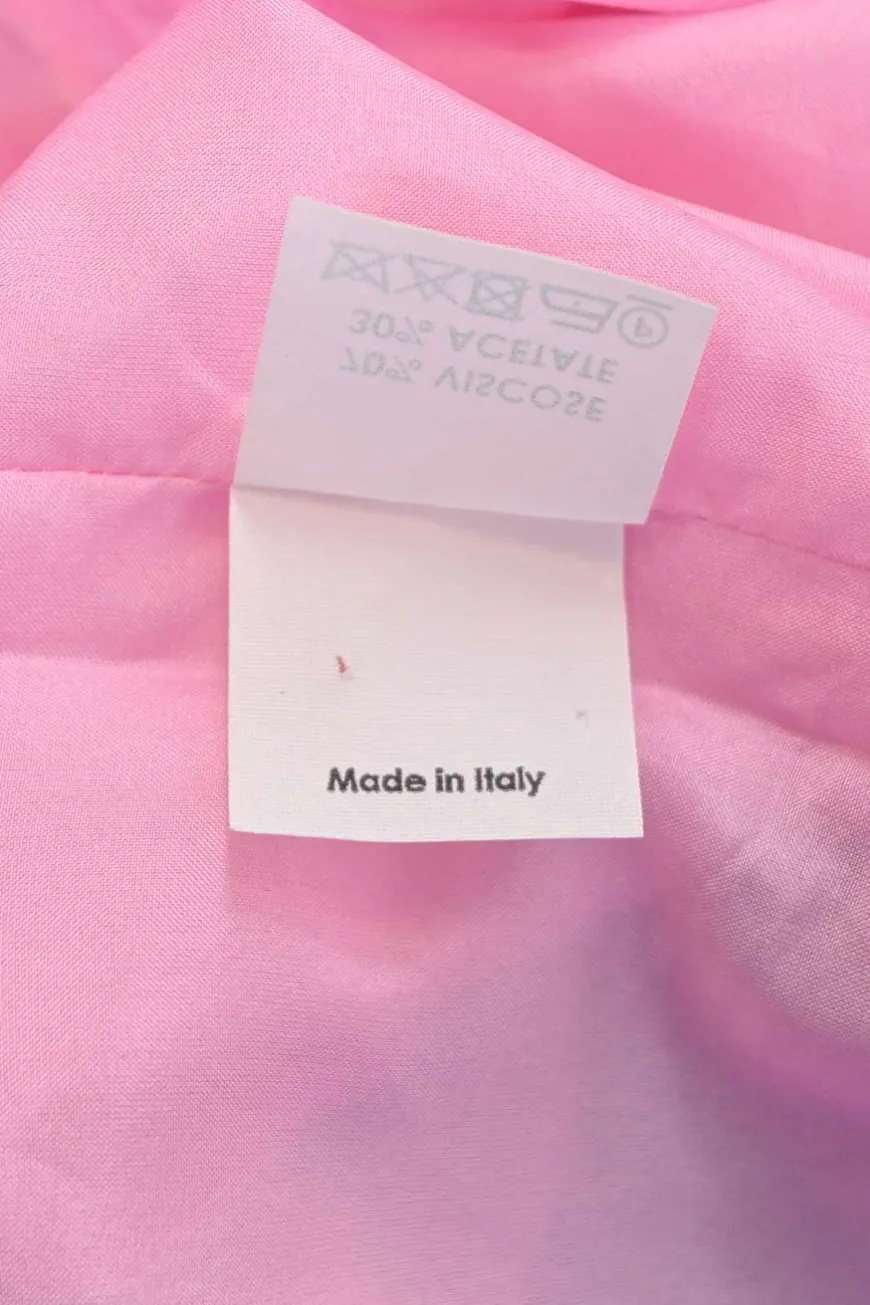 70% VISCOSE
30% ACETATE
P
Made in Italy